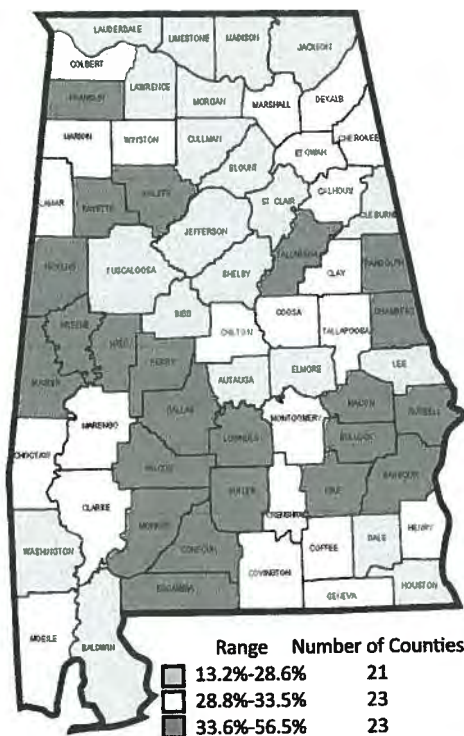 LAUDERDALE
LIMESTONE
MADISON
JACKSON
COLBERT
FRANKLIN
LAWRENCE
MORGAN
MARSHALL
DEKALB
CHEROKEE
MARION
WINSTON
CULLMAN
BLOUNT
ETOWAH
LAMAR
FAYETTE
WALKER
ST CLAIR
CALHOUN
CLEBURNE
JEFFERSON
PICKENS
TUSCALOOSA
SHELBY
TALLADEGA
CLAY
RANDOLPH
BIBB
COOSA
CHILTON
TALLAPOOSA
CHAMBERS
GREENE
HALE
PERRY
SUMTER
AUTAUGA
ELMORE
LEE
MACON
RUSSELL
DALLAS
MARENGO
MONTGOMERY
LOWNDES
BULLOCK
CHOCTAW
WILCOX
BARBOUR
BUTLER
PIKE
CLARKE
CRENSHAW
MONROE
HENRY
WASHINGTON
CONECUH
COFFEE
DALE
COVINGTON
HOUSTON
ESCAMBIA
GENEVA
MOBILE
BALDWIN
Range Number of Counties
13.2%-28.6% 21
28.8%-33.5% 23
33.6%-56.5% 23